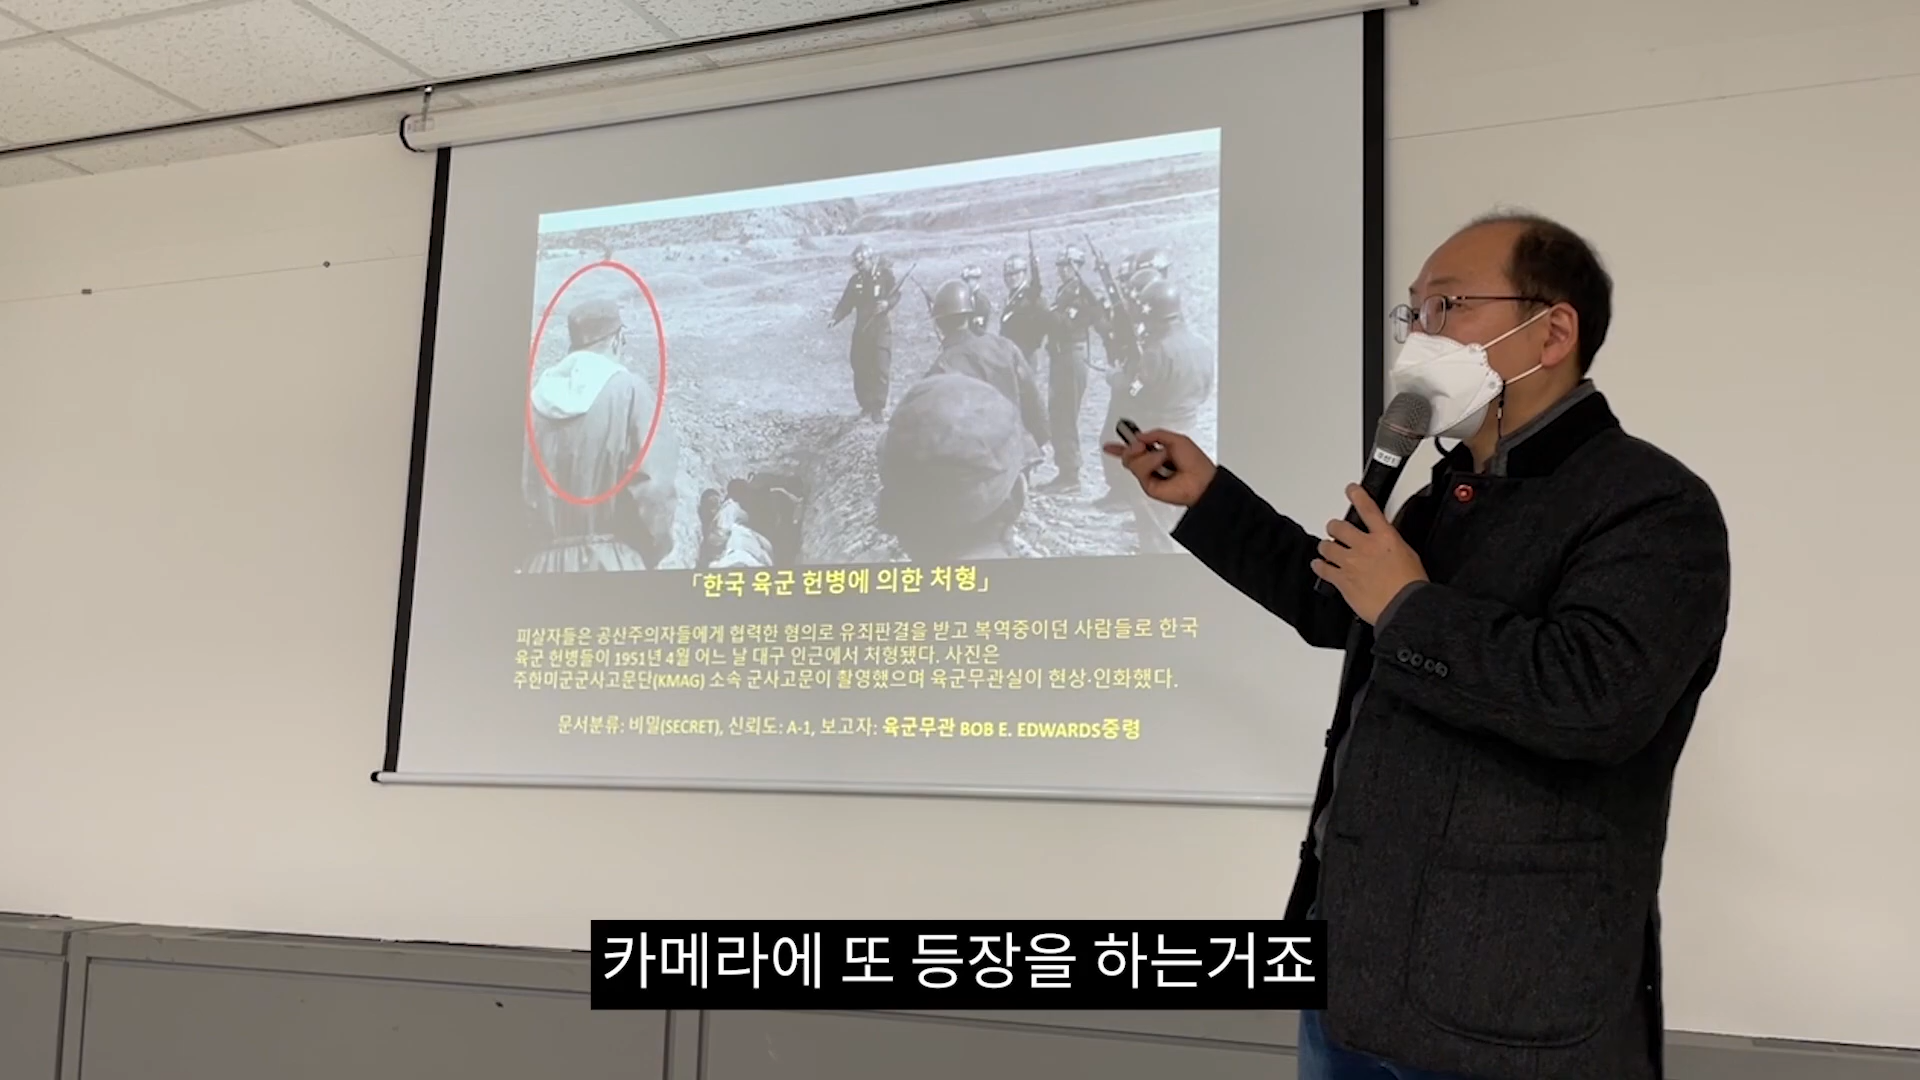 「한국 육군 헌병에 의한 처형」
피살자들은 공산주의자들에게 협력한 혐의로 유죄판결을 받고 복역중이던 사람들로 한국
육군 헌병들이 1951년 4월 어느 날 대구 인근에서 처형됐다. 사진은
주한미군군사고문단(KMAG) 소속 군사고문이 촬영했으며 육군무관실이 현상·인화했다.
문서분류: 비밀(SECRET), 신뢰도: A-1, 보고자: 육군무관 BOB E. EDWARDS중령
카메라에 또 등장을 하는거죠